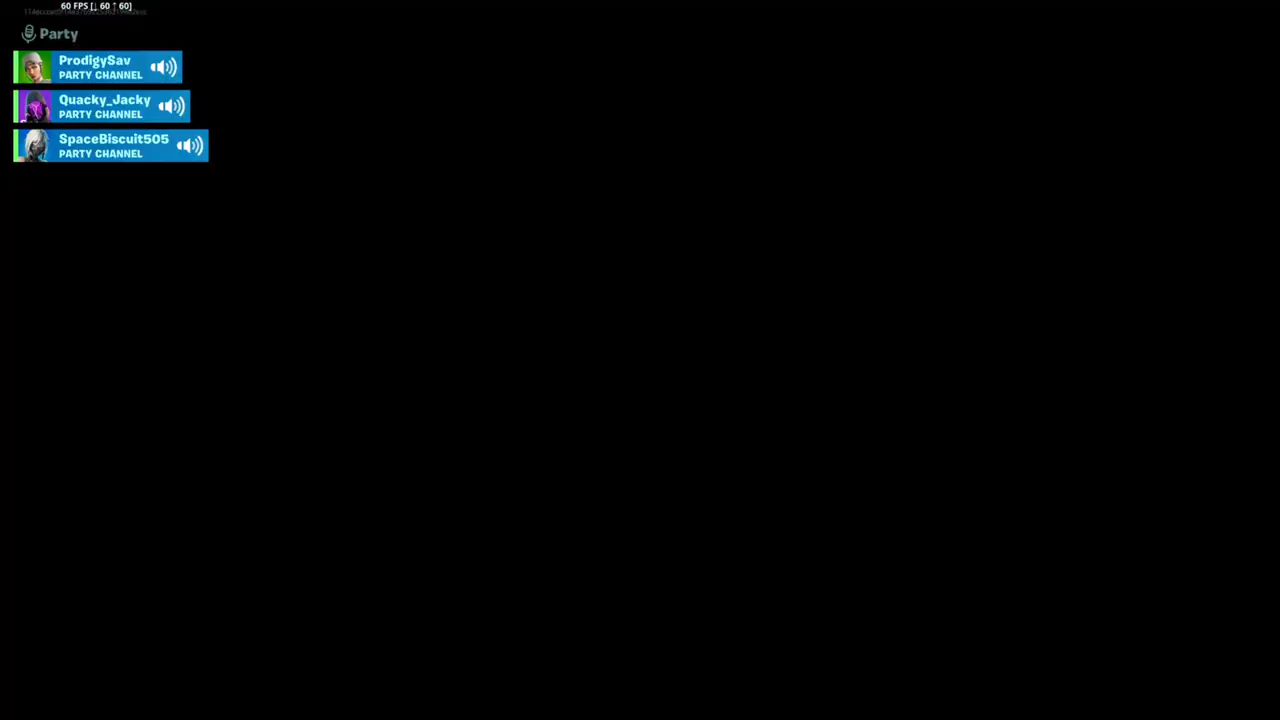 60 FPS [↓ 60 ↑ 60]
Party
ProdigySav
PARTY CHANNEL
Quacky_Jacky
PARTY CHANNEL
SpaceBiscuit505
PARTY CHANNEL